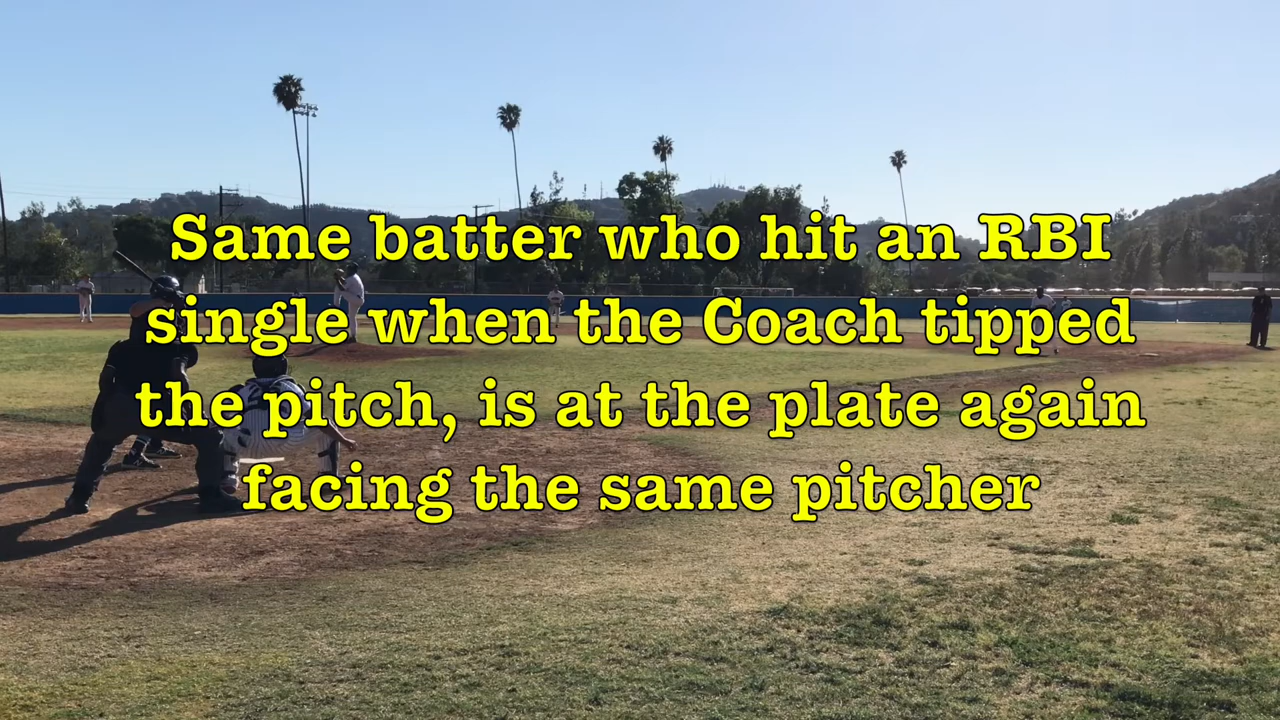 Same batter who hit an RBI
single when the Coach tipped
the pitch, is at the plate again
facing the same pitcher